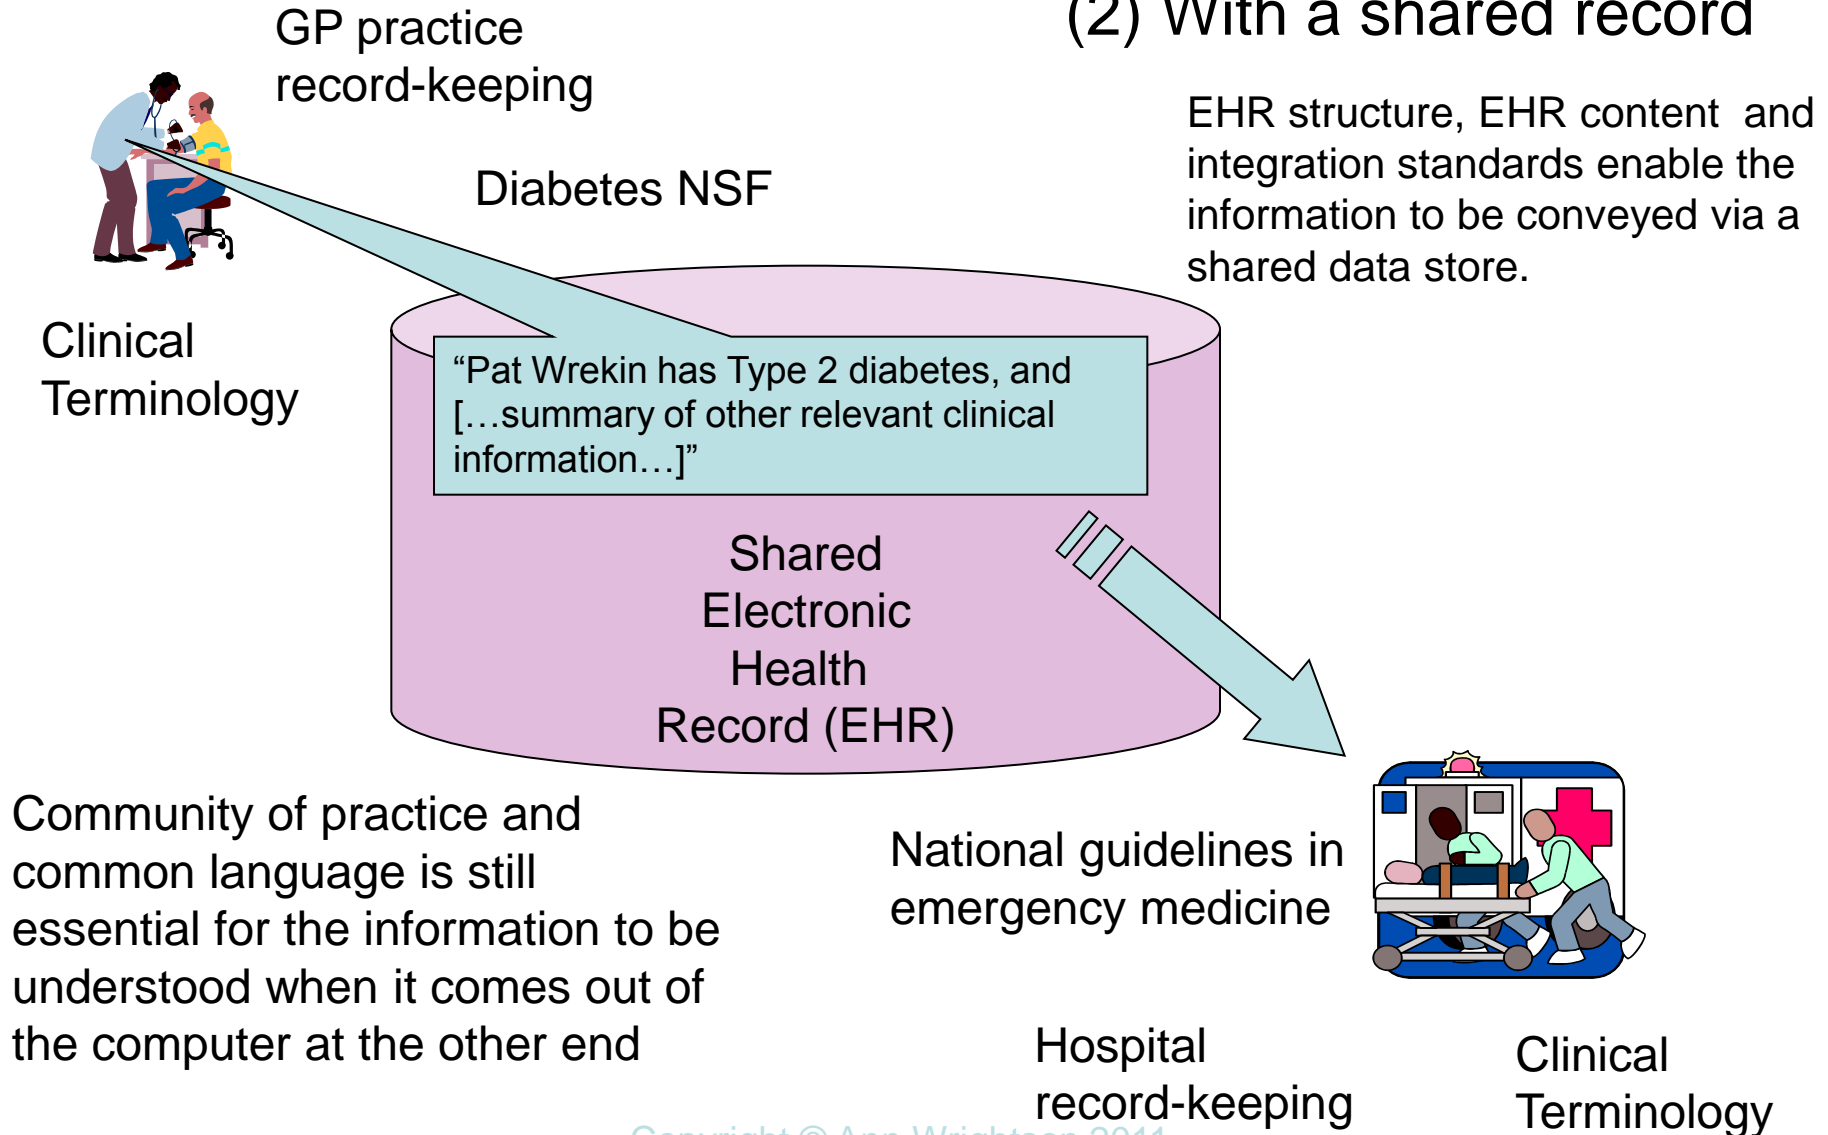 (2) With a shared record
GP practice
record-keeping
EHR structure, EHR content and
integration standards enable the
information to be conveyed via a
shared data store.
Diabetes NSF
Clinical
Terminology
“Pat Wrekin has Type 2 diabetes, and
[…summary of other relevant clinical
information…]”
Shared
Electronic
Health
Record (EHR)
Community of practice and
common language is still
essential for the information to be
understood when it comes out of
the computer at the other end
National guidelines in
emergency medicine
Hospital
record-keeping
Clinical
Terminology
Copyright © Ann Wrightson 2011